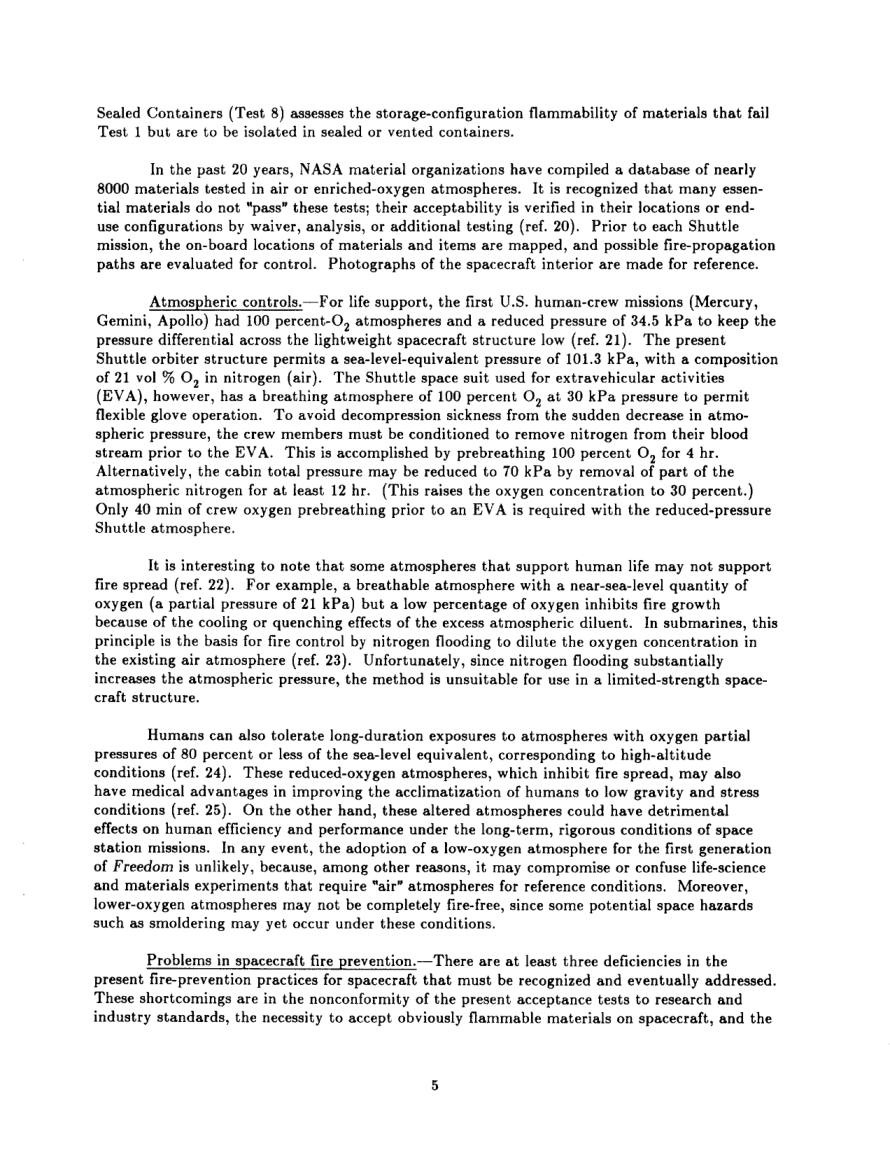 Sealed Containers (Test 8) assesses the storage-configuration flammability of materials that fail
Test 1 but are to be isolated in sealed or vented containers.
In the past 20 years, NASA material organizations have compiled a database of nearly
8000 materials tested in air or enriched-oxygen atmospheres. It is recognized that many essen-
tial materials do not "pass" these tests; their acceptability is verified in their locations or end-
use configurations by waiver, analysis, or additional testing (ref. 20). Prior to each Shuttle
mission, the on-board locations of materials and items are mapped, and possible fire-propagation
paths are evaluated for control. Photographs of the spacecraft interior are made for reference.
Atmospheric controls.—For life support, the first U.S. human-crew missions (Mercury,
Gemini, Apollo) had 100 percent-O₂ atmospheres and a reduced pressure of 34.5 kPa to keep the
pressure differential across the lightweight spacecraft structure low (ref. 21). The present
Shuttle orbiter structure permits a sea-level-equivalent pressure of 101.3 kPa, with a composition
of 21 vol % O₂ in nitrogen (air). The Shuttle space suit used for extravehicular activities
(EVA), however, has a breathing atmosphere of 100 percent O₂ at 30 kPa pressure to permit
flexible glove operation. To avoid decompression sickness from the sudden decrease in atmo-
spheric pressure, the crew members must be conditioned to remove nitrogen from their blood
stream prior to the EVA. This is accomplished by prebreathing 100 percent O₂ for 4 hr.
Alternatively, the cabin total pressure may be reduced to 70 kPa by removal of part of the
atmospheric nitrogen for at least 12 hr. (This raises the oxygen concentration to 30 percent.)
Only 40 min of crew oxygen prebreathing prior to an EVA is required with the reduced-pressure
Shuttle atmosphere.
It is interesting to note that some atmospheres that support human life may not support
fire spread (ref. 22). For example, a breathable atmosphere with a near-sea-level quantity of
oxygen (a partial pressure of 21 kPa) but a low percentage of oxygen inhibits fire growth
because of the cooling or quenching effects of the excess atmospheric diluent. In submarines, this
principle is the basis for fire control by nitrogen flooding to dilute the oxygen concentration in
the existing air atmosphere (ref. 23). Unfortunately, since nitrogen flooding substantially
increases the atmospheric pressure, the method is unsuitable for use in a limited-strength space-
craft structure.
Humans can also tolerate long-duration exposures to atmospheres with oxygen partial
pressures of 80 percent or less of the sea-level equivalent, corresponding to high-altitude
conditions (ref. 24). These reduced-oxygen atmospheres, which inhibit fire spread, may also
have medical advantages in improving the acclimatization of humans to low gravity and stress
conditions (ref. 25). On the other hand, these altered atmospheres could have detrimental
effects on human efficiency and performance under the long-term, rigorous conditions of space
station missions. In any event, the adoption of a low-oxygen atmosphere for the first generation
of Freedom is unlikely, because, among other reasons, it may compromise or confuse life-science
and materials experiments that require "air" atmospheres for reference conditions. Moreover,
lower-oxygen atmospheres may not be completely fire-free, since some potential space hazards
such as smoldering may yet occur under these conditions.
Problems in spacecraft fire prevention.—There are at least three deficiencies in the
present fire-prevention practices for spacecraft that must be recognized and eventually addressed.
These shortcomings are in the nonconformity of the present acceptance tests to research and
industry standards, the necessity to accept obviously flammable materials on spacecraft, and the
5